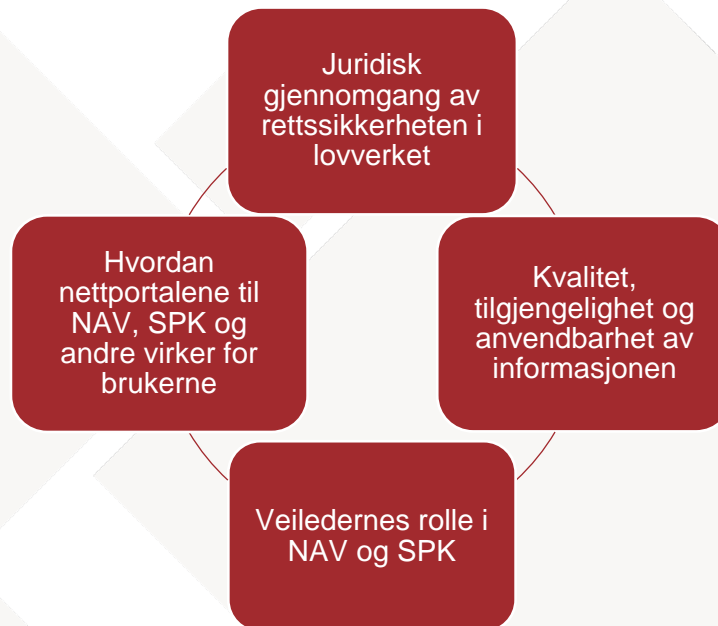 Juridisk
gjennomgang av
rettssikkerheten i
lovverket
Kvalitet,
tilgjengelighet og
anvendbarhet av
informasjonen
Veiledernes rolle i
NAV og SPK
Hvordan
nettportalene til
NAV, SPK og
andre virker for
brukerne